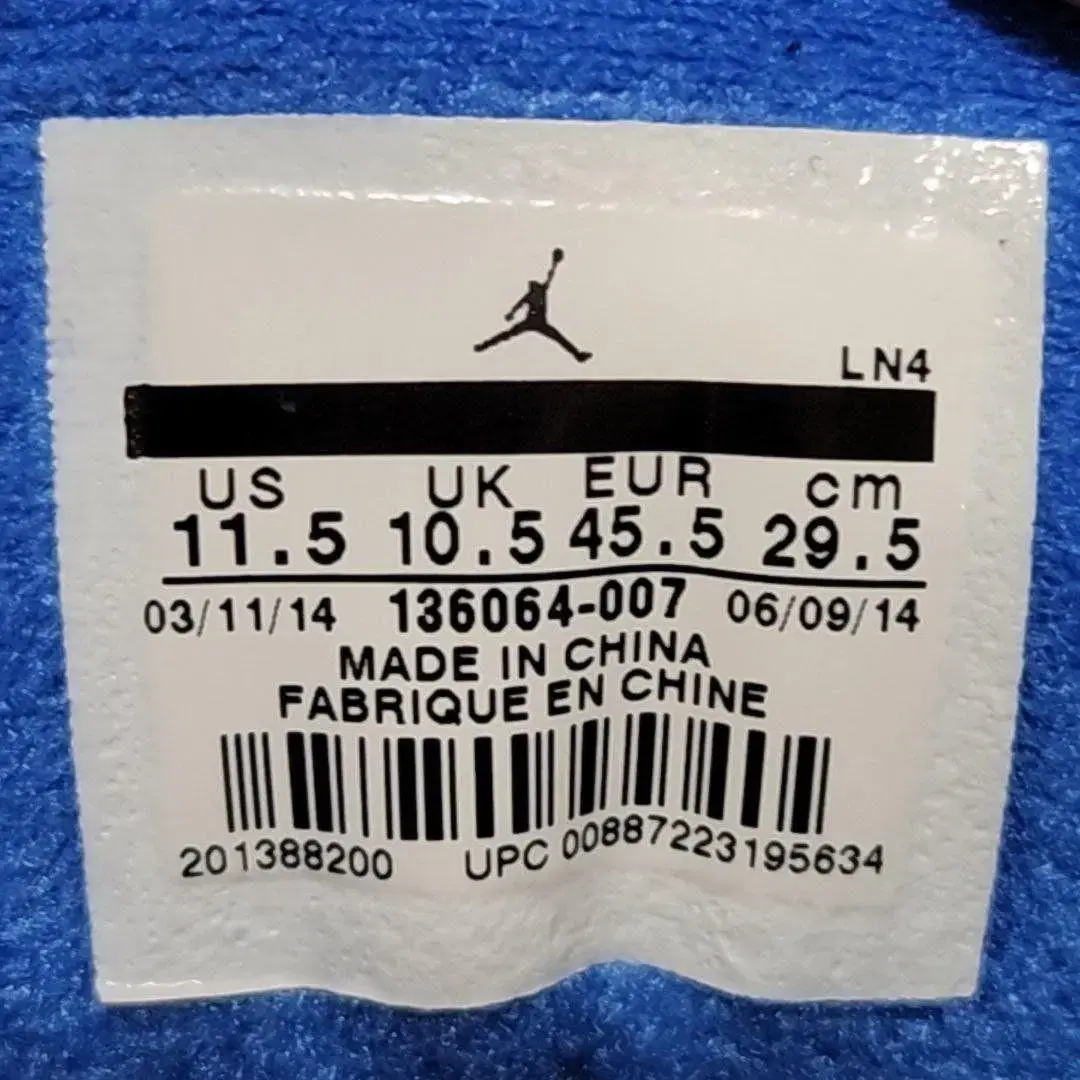 LN4
US UK EUR cm
11.5 10.5 45.5 29.5
03/11/14 136064-007 06/09/14
MADE IN CHINA
FABRIQUE EN CHINE
201388200 UPC 00887223195634